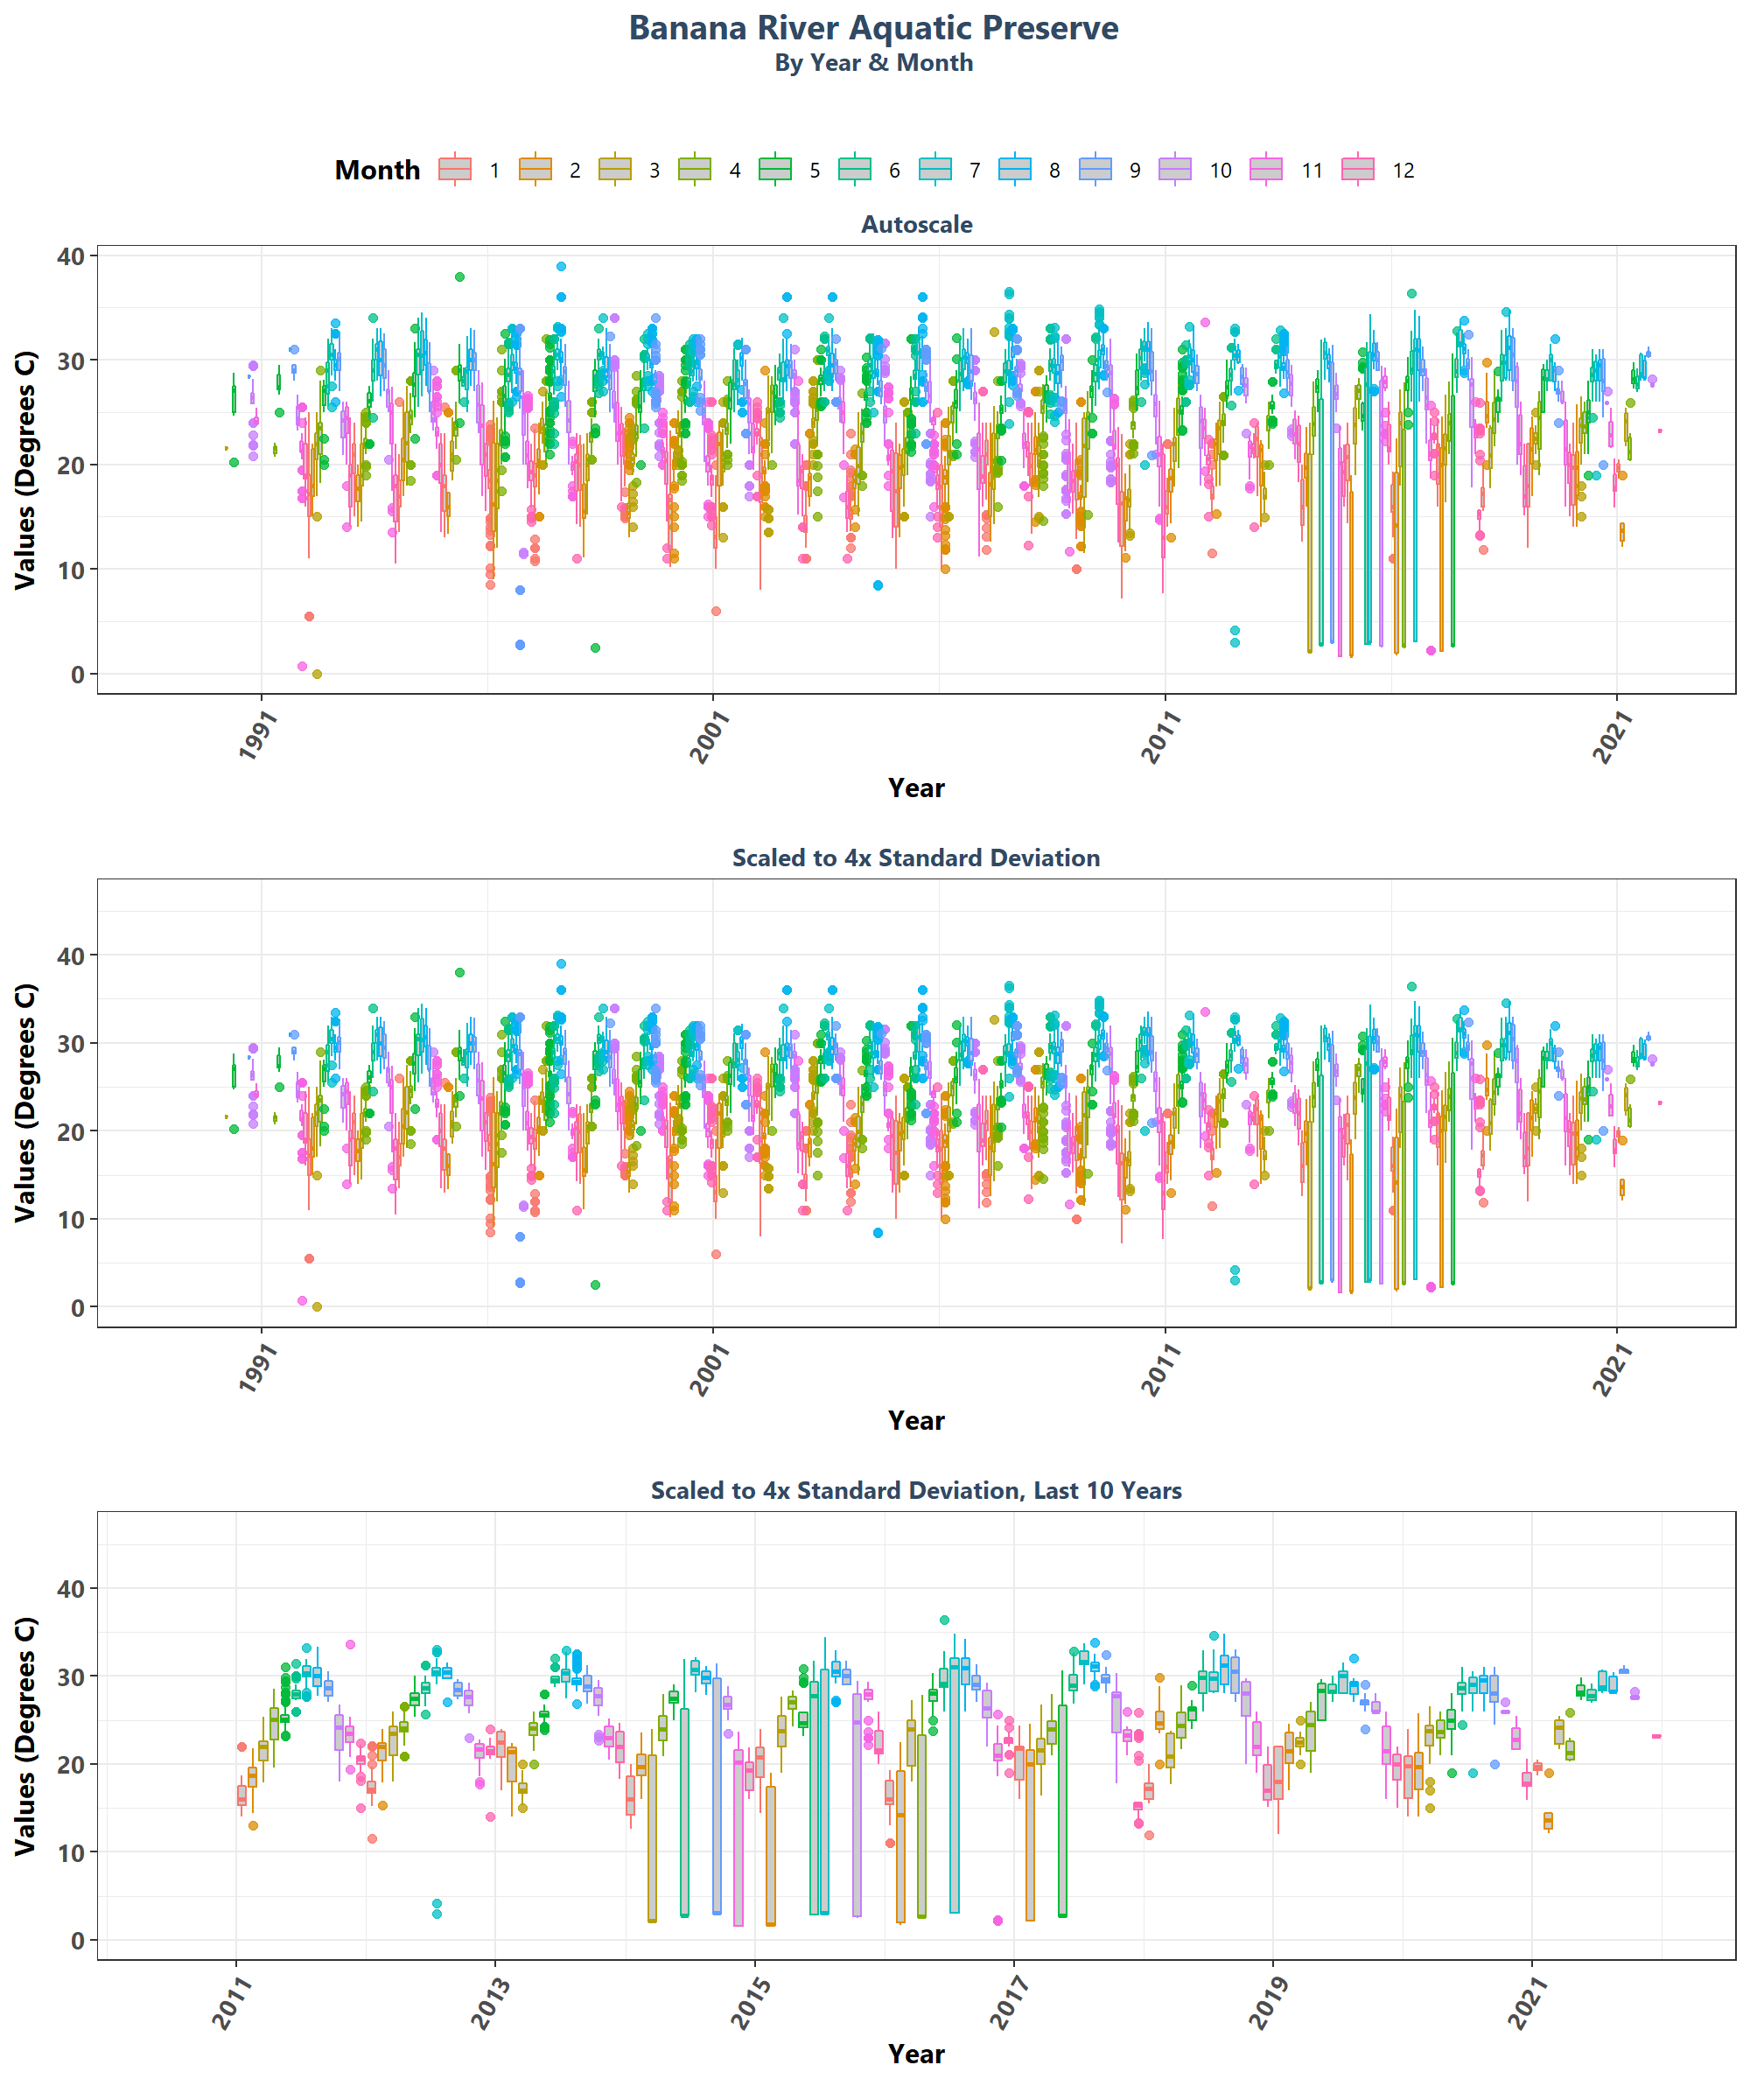 Banana River Aquatic Preserve
By Year & Month
Month 1 2 3 4 5 6 7 8 9 10 11 12
Autoscale
Values (Degrees C)
40
30
20
10
0
1991 2001 2011 2021
Year
Scaled to 4x Standard Deviation
Values (Degrees C)
40
30
20
10
0
1991 2001 2011 2021
Year
Scaled to 4x Standard Deviation, Last 10 Years
Values (Degrees C)
40
30
20
10
0
2011 2013 2015 2017 2019 2021
Year